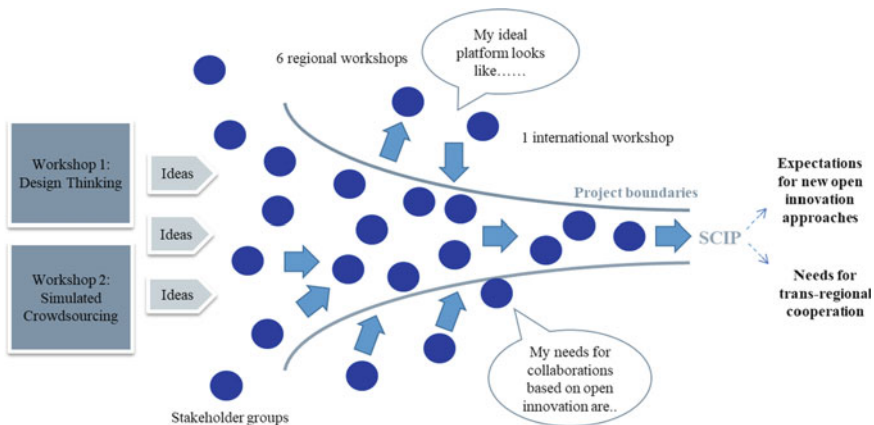 6 regional workshops
My ideal
platform looks
like……
1 international workshop
Workshop 1:
Design Thinking
Ideas
Ideas
Workshop 2:
Simulated
Crowdsourcing
Ideas
Project boundaries
SCIP
Expectations
for new open
innovation
approaches
Needs for
trans-regional
cooperation
My needs for
collaborations
based on open
innovation are..
Stakeholder groups